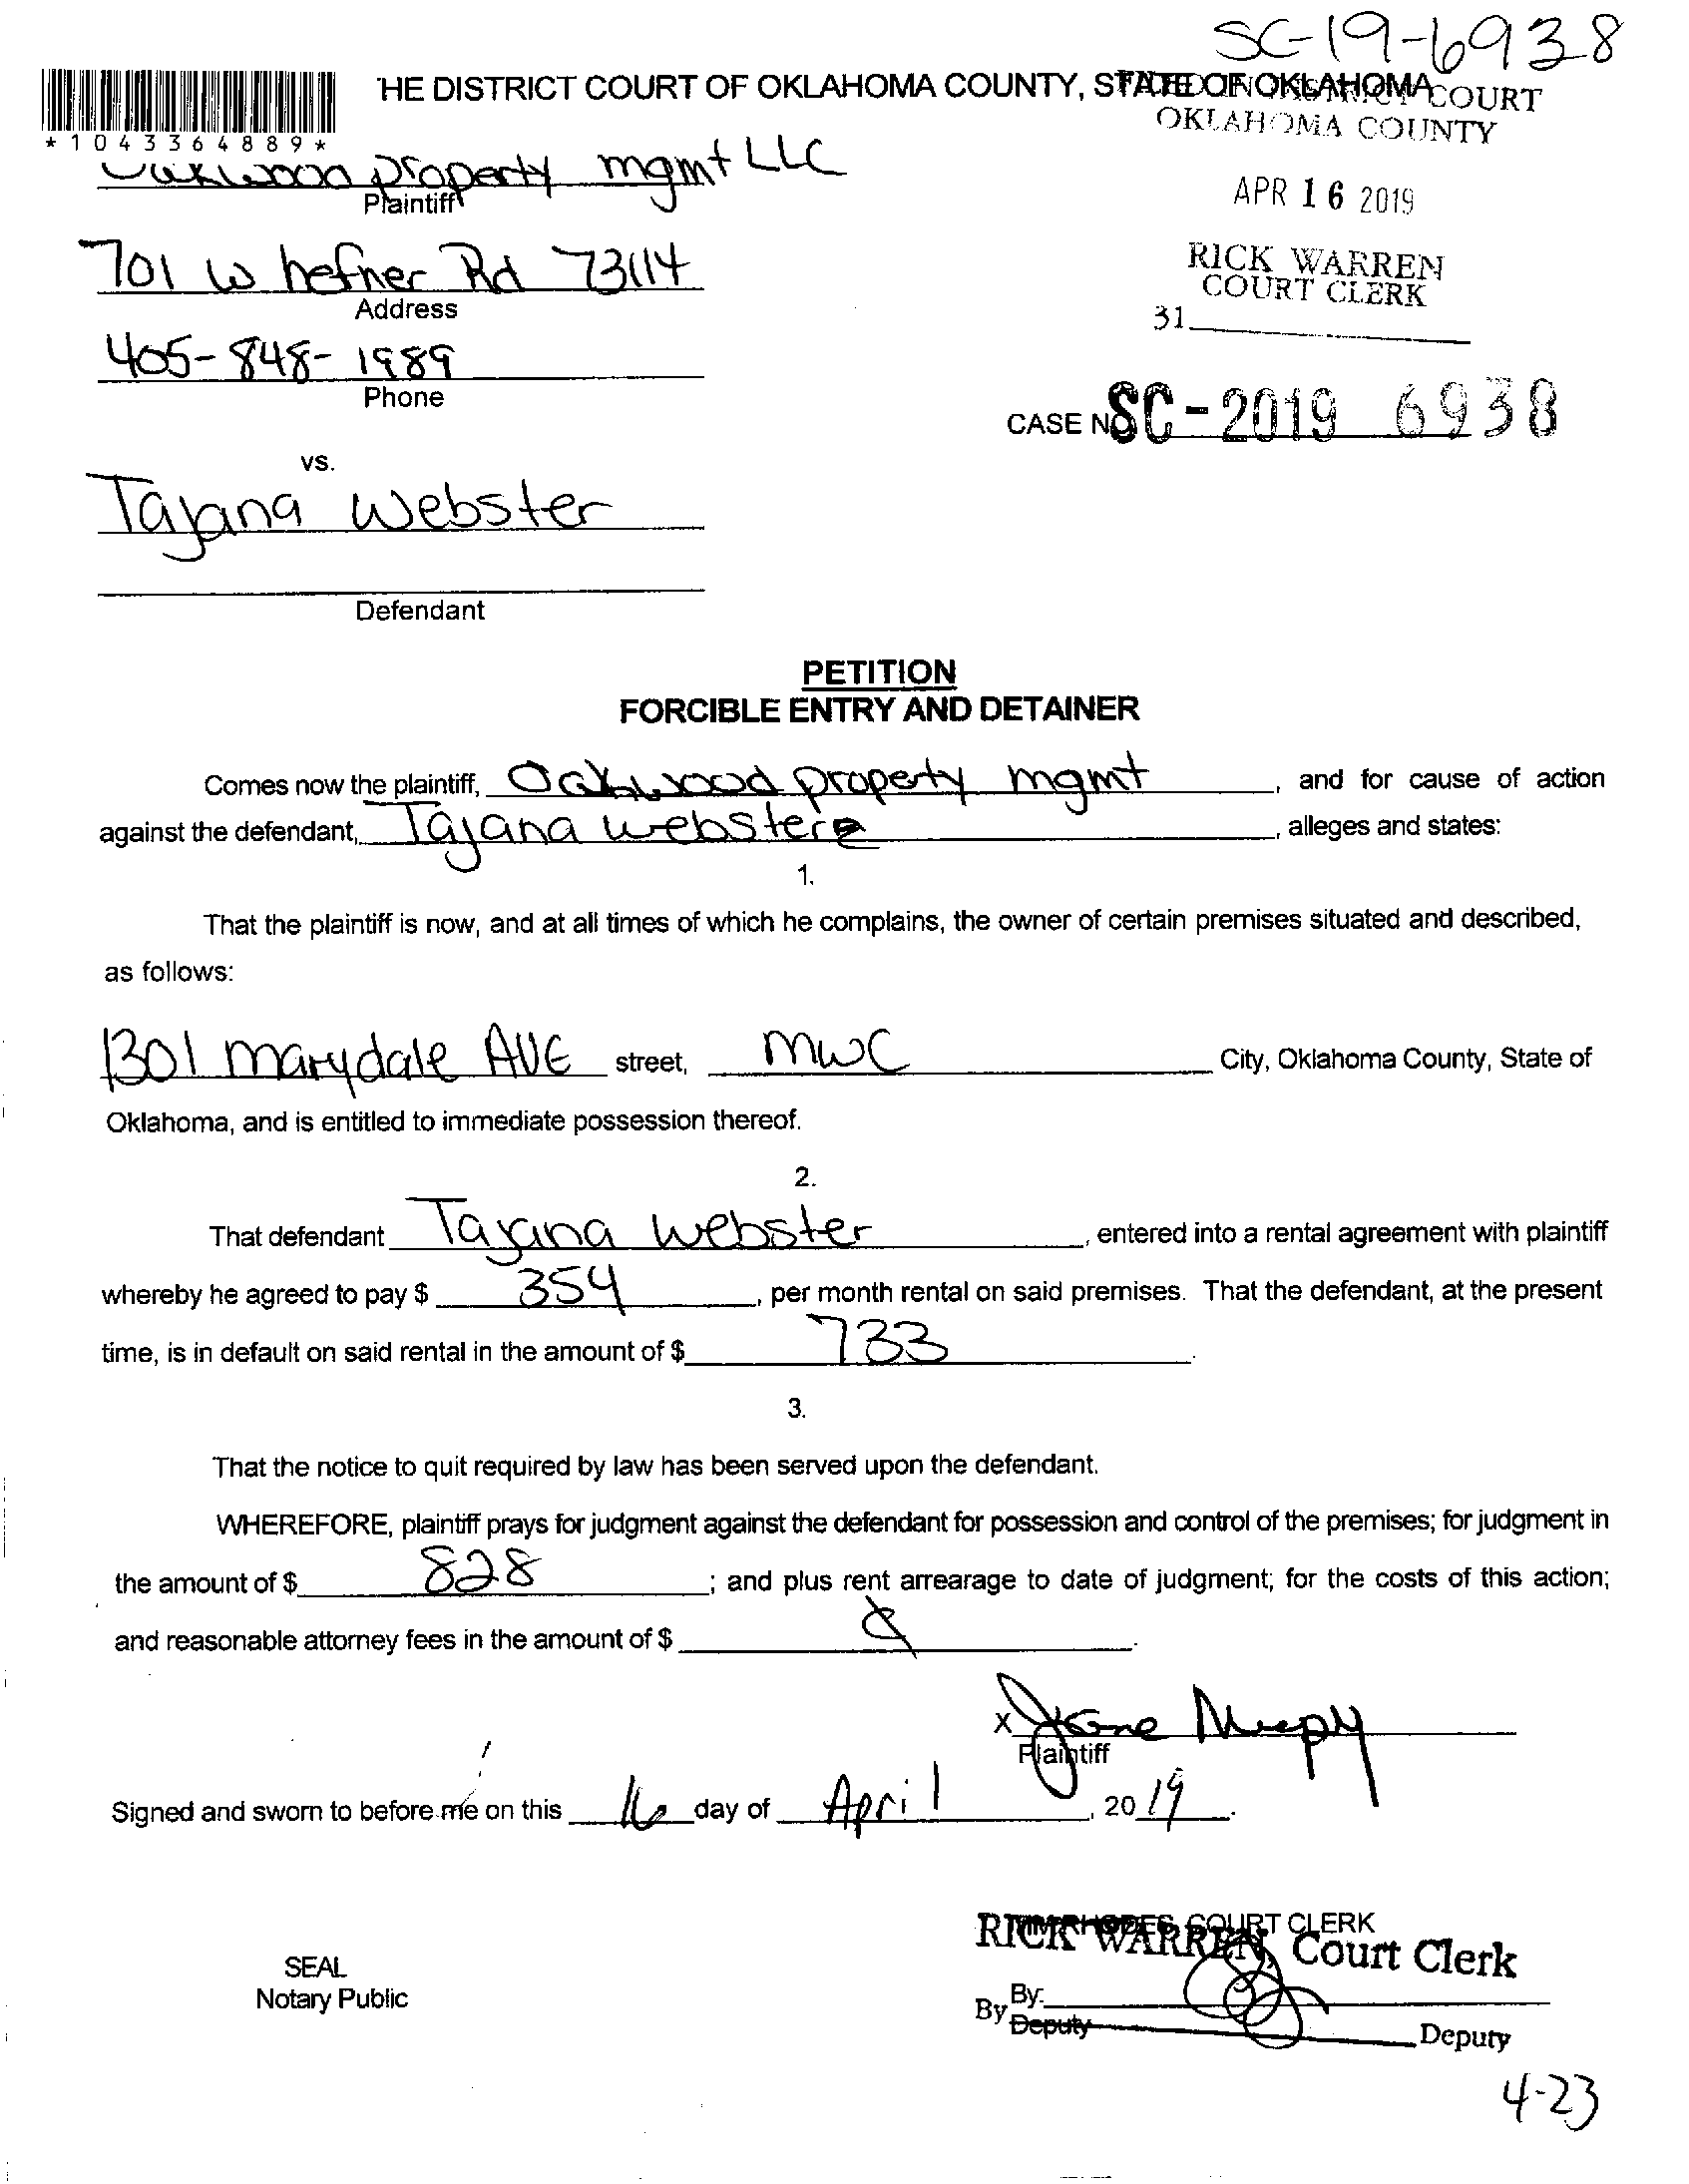 SC-19-6938
*1043364889*
THE DISTRICT COURT OF OKLAHOMA COUNTY, STATE OF OKLAHOMA
FILED IN DISTRICT COURT
OKLAHOMA COUNTY
Oakwood property mgmt LLC
Plaintiff
APR 16 2019
701 W hefner Rd 73114
Address
RICK WARREN
COURT CLERK
31
405-848-1989
Phone
CASE NO SC-2019 6938
vs.
Tajana Webster
Defendant
PETITION
FORCIBLE ENTRY AND DETAINER
Comes now the plaintiff, Oakwood property mgmt, and for cause of action
against the defendant, Tajana webster, alleges and states:
1.
That the plaintiff is now, and at all times of which he complains, the owner of certain premises situated and described,
as follows:
1301 marydale AVE street, mwc City, Oklahoma County, State of
Oklahoma, and is entitled to immediate possession thereof.
2.
That defendant Tajana Webster, entered into a rental agreement with plaintiff
whereby he agreed to pay $ 354, per month rental on said premises. That the defendant, at the present
time, is in default on said rental in the amount of $ 733.
3.
That the notice to quit required by law has been served upon the defendant.
WHEREFORE, plaintiff prays for judgment against the defendant for possession and control of the premises; for judgment in
the amount of $ 828; and plus rent arrearage to date of judgment; for the costs of this action;
and reasonable attorney fees in the amount of $
X
Plaintiff
Signed and sworn to before me on this 16 day of April, 2019.
COURT CLERK
RICK WARREN, Court Clerk
SEAL
Notary Public
By:
By
Deputy
Deputy
4-23